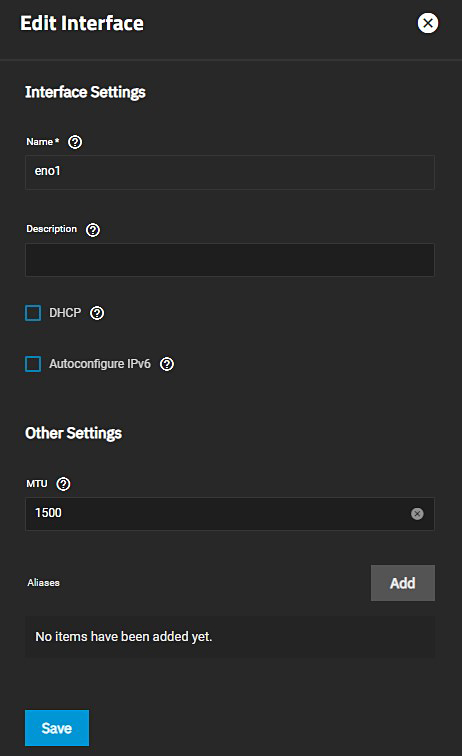 Edit Interface
Interface Settings
Name *
eno1
Description
DHCP
Autoconfigure IPv6
Other Settings
MTU
1500
Aliases
Add
No items have been added yet.
Save